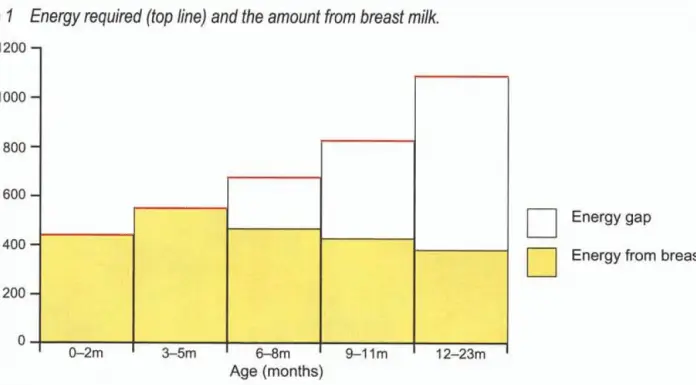 1 Energy required (top line) and the amount from breast milk.
1200
1000
800
600
400
200
0
0–2m 3–5m 6–8m 9–11m 12–23m
Age (months)
Energy gap
Energy from breas